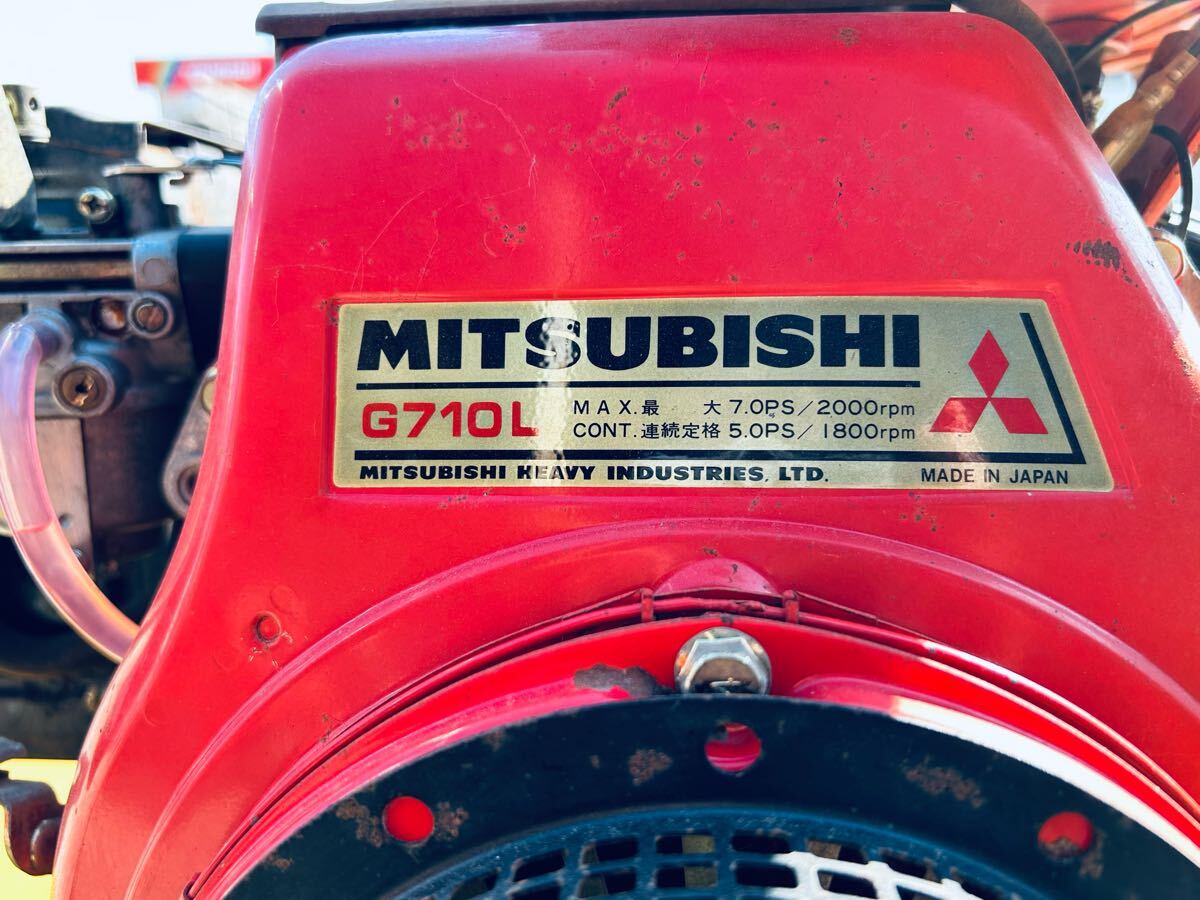 MITSUBISHI
G710L
MAX.最 大 7.0PS/2000rpm
CONT.連続定格 5.0PS/1800rpm
MITSUBISHI HEAVY INDUSTRIES, LTD.
MADE IN JAPAN